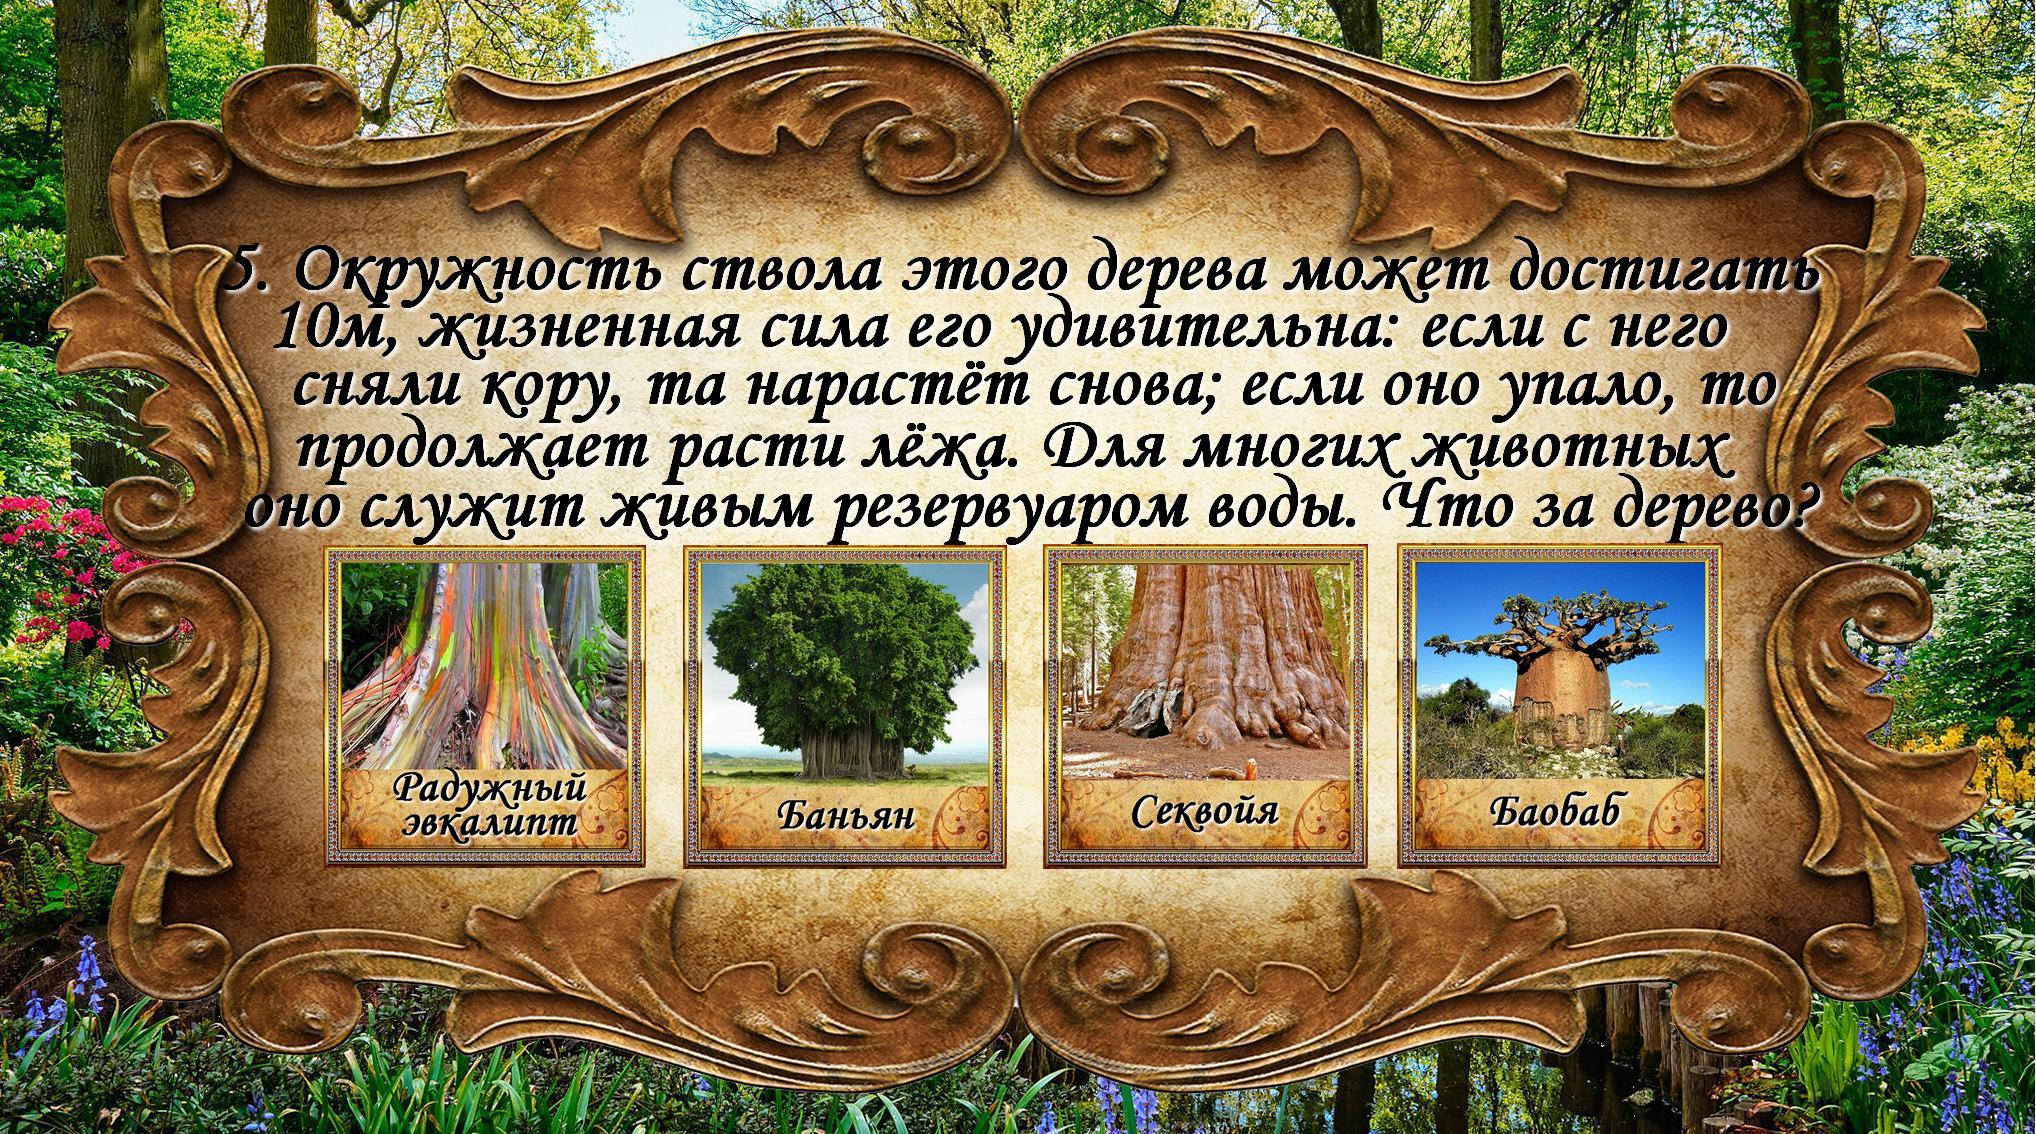 5. Окружность ствола этого дерева может достигать
10м, жизненная сила его удивительна: если с него
сняли кору, та нарастёт снова; если оно упало, то
продолжает расти лёжа. Для многих животных
оно служит живым резервуаром воды. Что за дерево?
Радужный
эвкалипт
Баньян
Секвойя
Баобаб